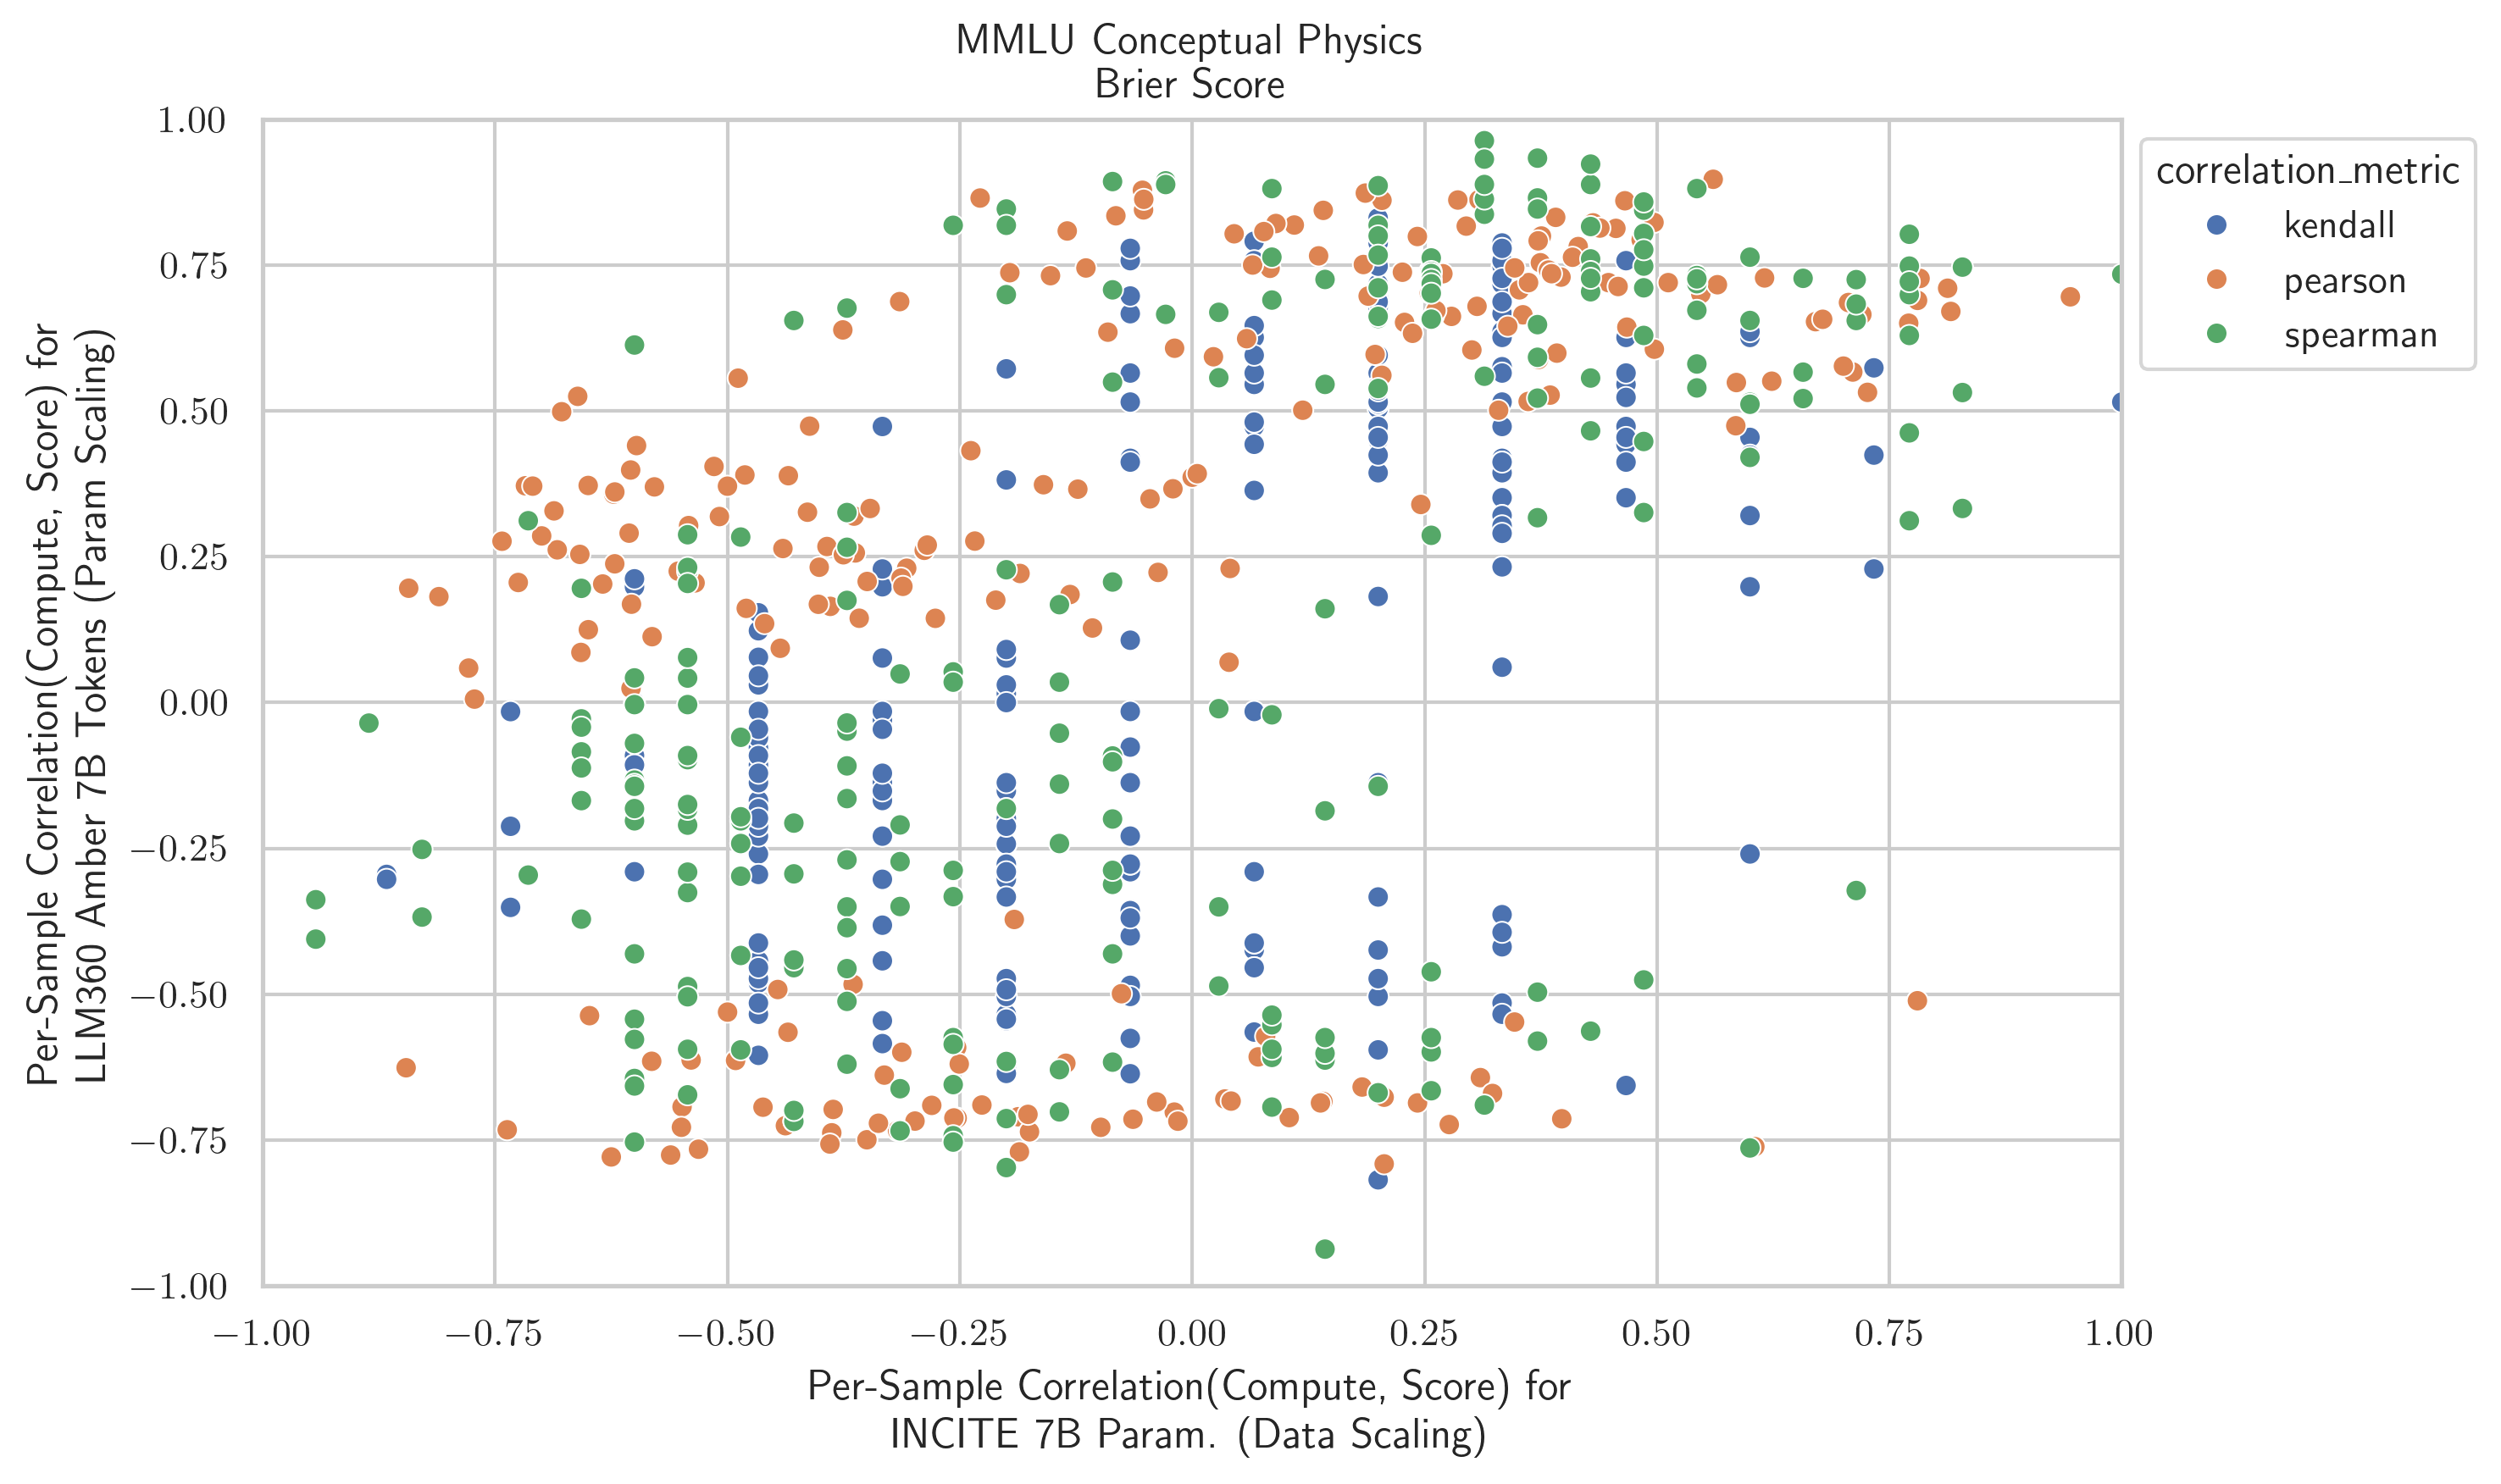 MMLU Conceptual Physics
Brier Score
Per-Sample Correlation(Compute, Score) for
LLM360 Amber 7B Tokens (Param Scaling)
1.00
0.75
0.50
0.25
0.00
−0.25
−0.50
−0.75
−1.00
−1.00 −0.75 −0.50 −0.25 0.00 0.25 0.50 0.75 1.00
Per-Sample Correlation(Compute, Score) for
INCITE 7B Param. (Data Scaling)
correlation_metric
kendall
pearson
spearman